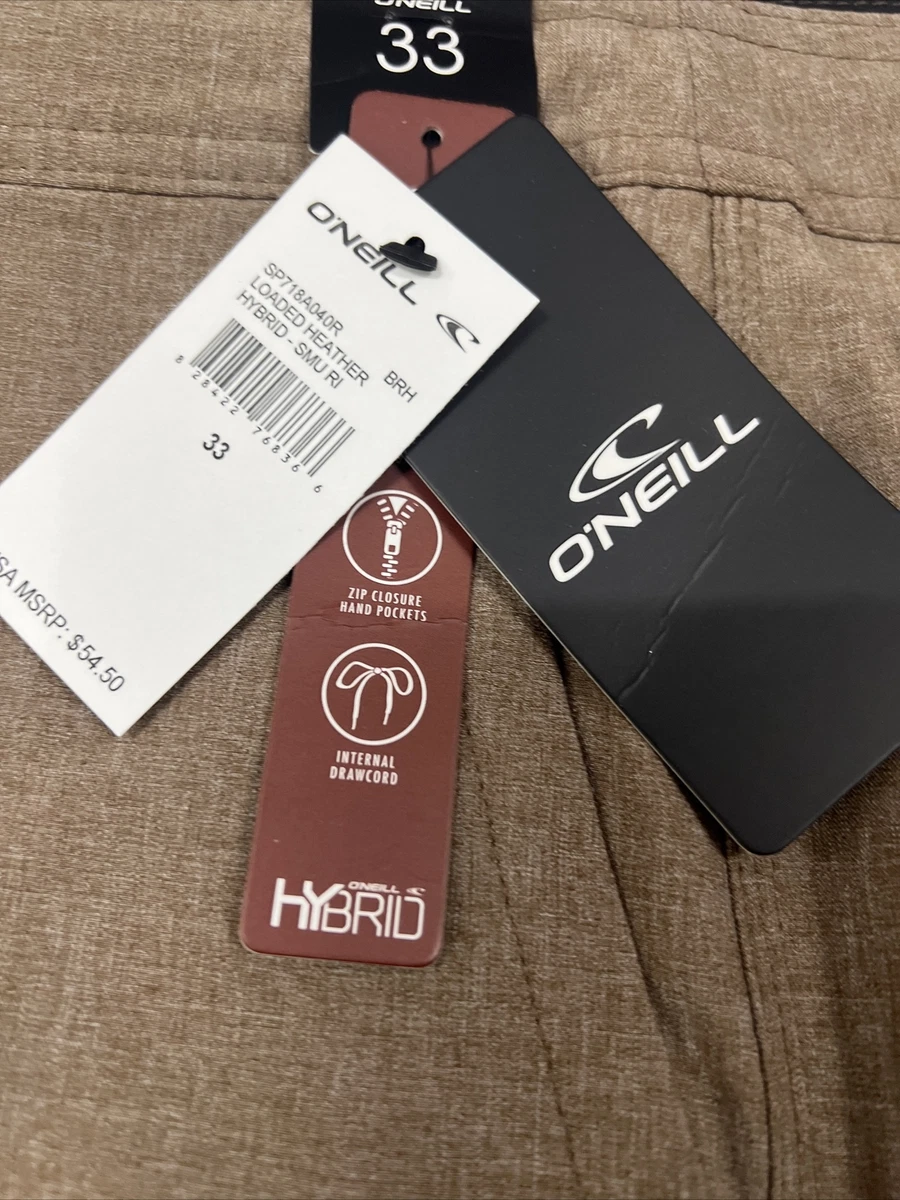 O'NEILL
33
O'NEILL
SP718A040R
LOADED HEATHER BRH
HYBRID - SMU RI
8 28422 76836 6
33
MSRP: $54.50
O'NEILL
ZIP CLOSURE
HAND POCKETS
INTERNAL
DRAWCORD
O'NEILL
HYBRID